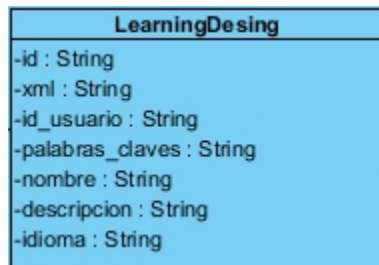 LearningDesing
-id : String
-xml : String
-id_usuario : String
-palabras_claves : String
-nombre : String
-descripcion : String
-idioma : String